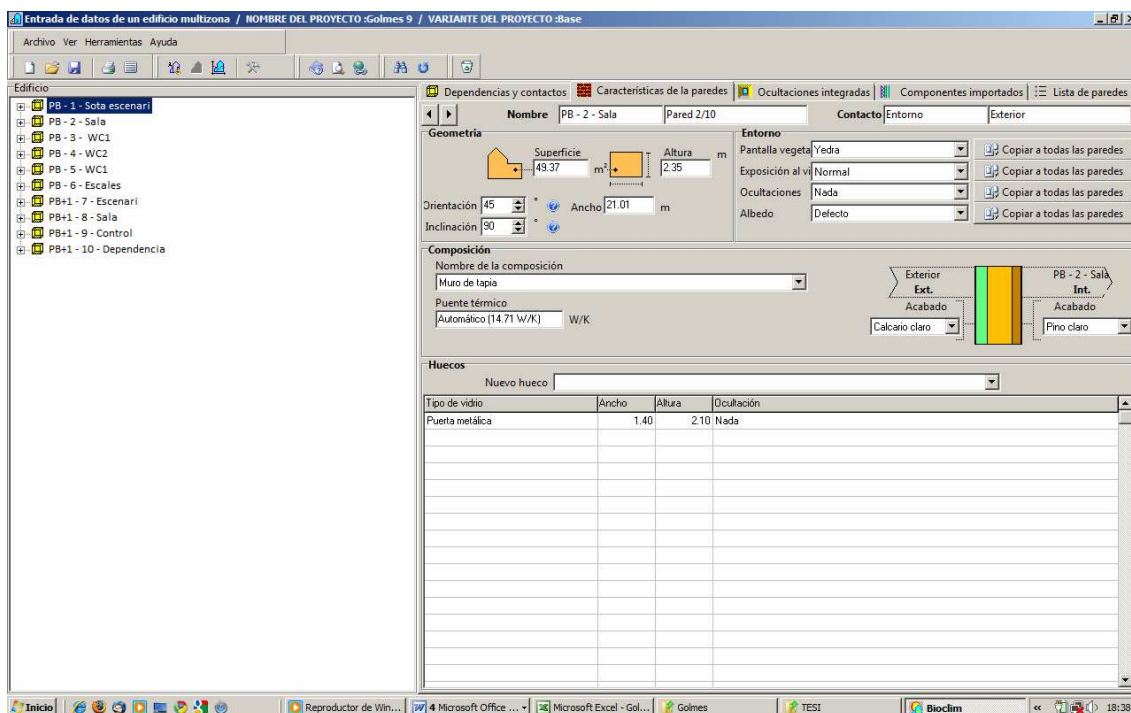 Entrada de datos de un edificio multizona / NOMBRE DEL PROYECTO :Golmes 9 / VARIANTE DEL PROYECTO :Base
Archivo Ver Herramientas Ayuda
Edificio
PB - 1 - Sota escenari
PB - 2 - Sala
PB - 3 - WC1
PB - 4 - WC2
PB - 5 - WC1
PB - 6 - Escales
PB+1 - 7 - Escenari
PB+1 - 8 - Sala
PB+1 - 9 - Control
PB+1 - 10 - Dependencia
Dependencias y contactos Características de la paredes Ocultaciones integradas Componentes importados Lista de paredes
Nombre PB - 2 - Sala Pared 2/10 Contacto Entorno Exterior
Geometría
Superficie Altura m
49.37 m² 2.35
Orientación 45 ° Ancho 21.01 m
Inclinación 90 °
Entorno
Pantalla vegeta Yedra Copiar a todas las paredes
Exposición al vi Normal Copiar a todas las paredes
Ocultaciones Nada Copiar a todas las paredes
Albedo Defecto Copiar a todas las paredes
Composición
Nombre de la composición
Muro de tapia
Puente térmico
Automático (14.71 W/K) W/K
Exterior PB - 2 - Sala
Ext. Int.
Acabado Acabado
Calcario claro Pino claro
Huecos
Nuevo hueco
Tipo de vidrio Ancho Altura Ocultación
Puerta metálica 1.40 2.10 Nada
Inicio Reproductor de Win... 4 Microsoft Office ... Microsoft Excel - Gol... Golmes TESI Bioclim « 18:38